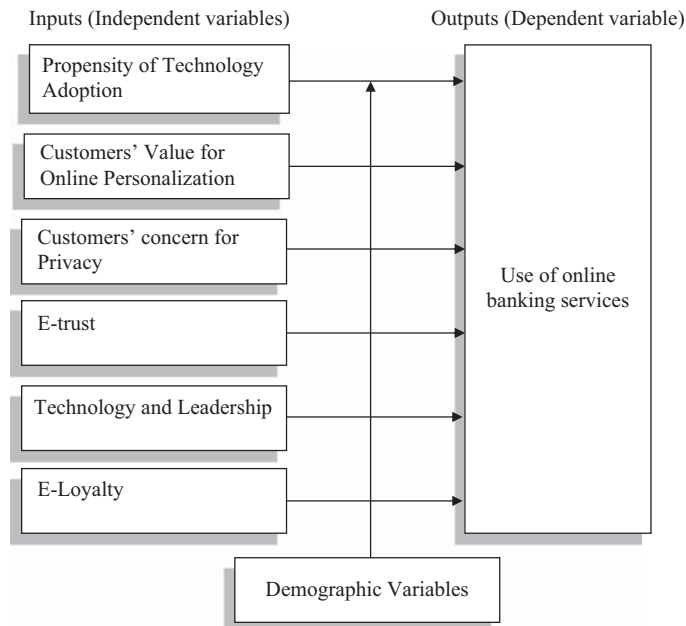 Inputs (Independent variables)
Outputs (Dependent variable)
Propensity of Technology
Adoption
Customers’ Value for
Online Personalization
Customers’ concern for
Privacy
E-trust
Technology and Leadership
E-Loyalty
Use of online
banking services
Demographic Variables